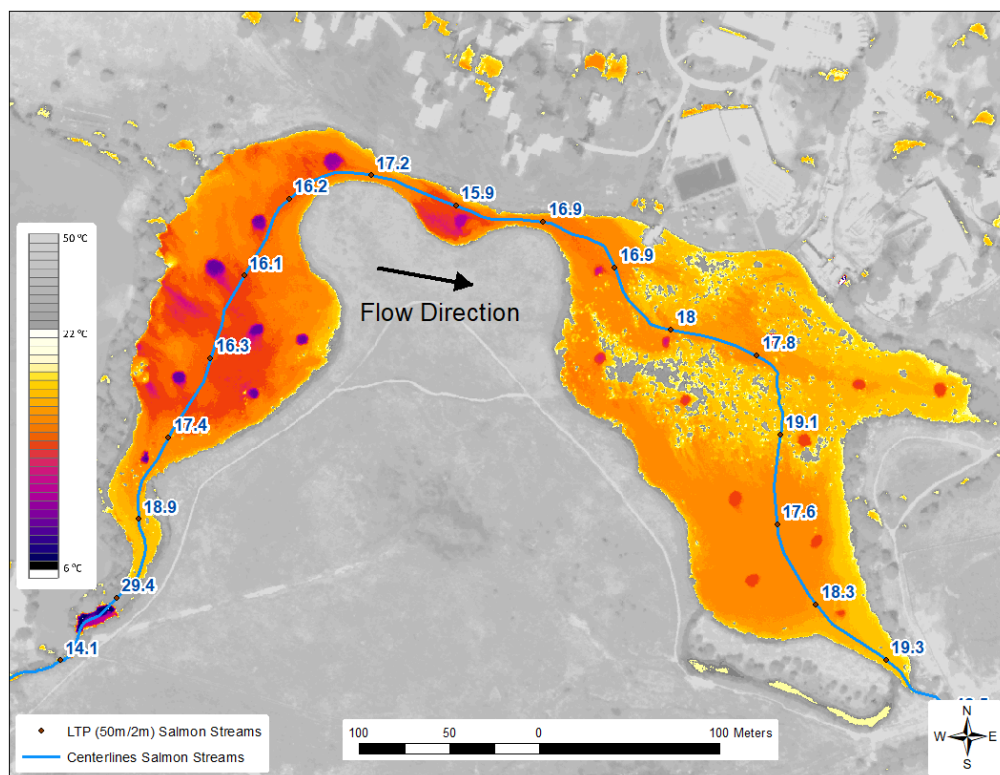 17.2
16.2
15.9
16.9
16.1
16.9
50 ºC
Flow Direction
18
22 ºC
17.8
16.3
17.4
19.1
18.9
17.6
6 ºC
29.4
18.3
14.1
19.3
LTP (50m/2m) Salmon Streams
Centerlines Salmon Streams
100 50 0 100 Meters
N
W E
S